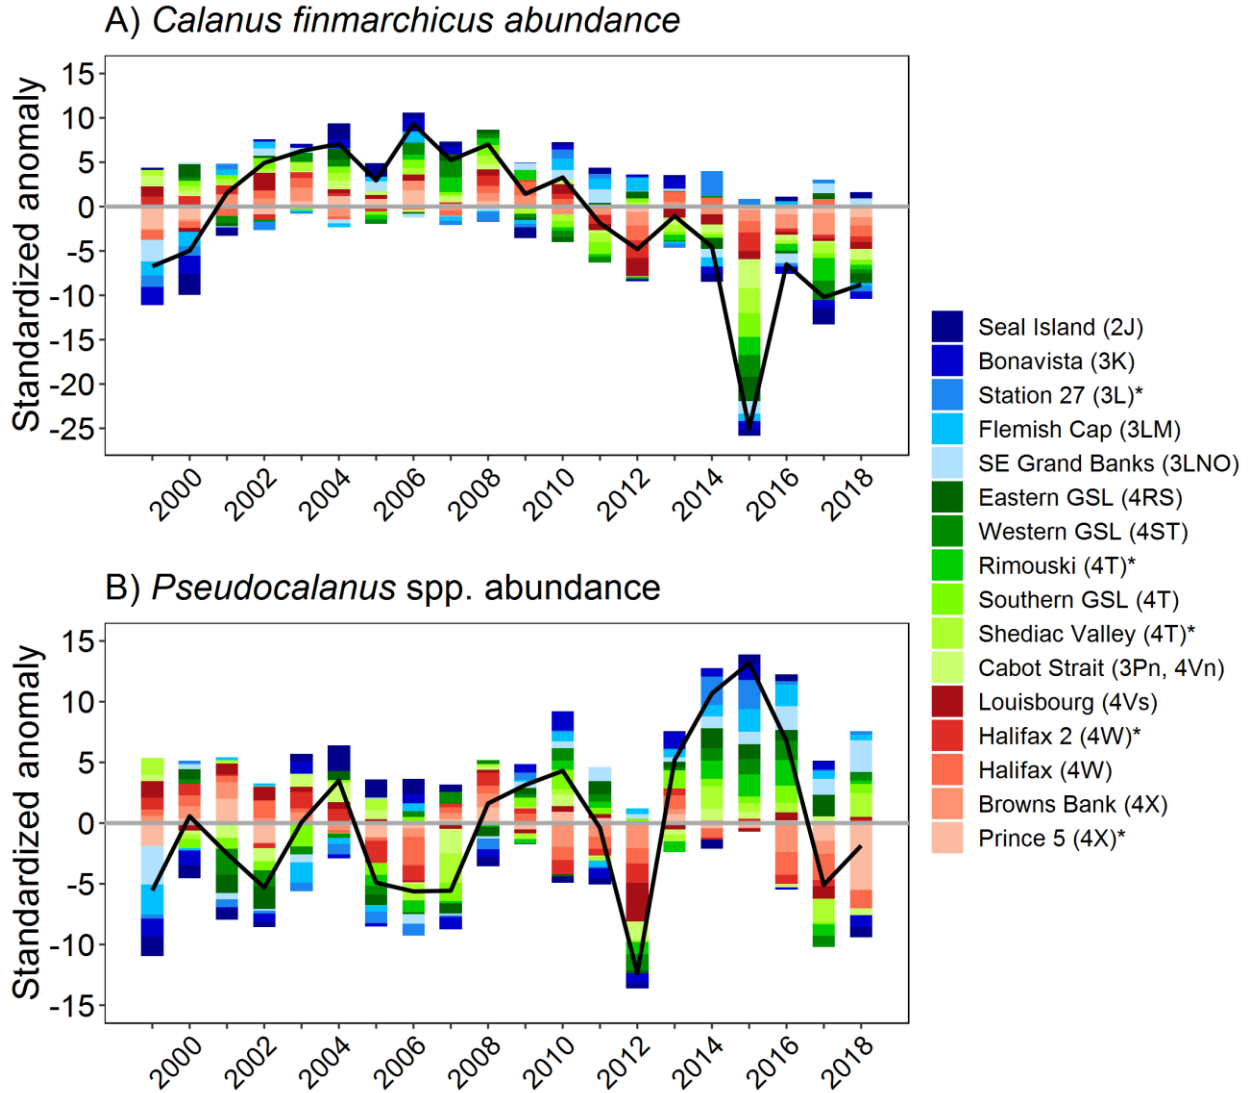 A) Calanus finmarchicus abundance
Standardized anomaly
15
10
5
0
-5
-10
-15
-20
-25
2000
2002
2004
2006
2008
2010
2012
2014
2016
2018
B) Pseudocalanus spp. abundance
Standardized anomaly
15
10
5
0
-5
-10
-15
2000
2002
2004
2006
2008
2010
2012
2014
2016
2018
Seal Island (2J)
Bonavista (3K)
Station 27 (3L)*
Flemish Cap (3LM)
SE Grand Banks (3LNO)
Eastern GSL (4RS)
Western GSL (4ST)
Rimouski (4T)*
Southern GSL (4T)
Shediac Valley (4T)*
Cabot Strait (3Pn, 4Vn)
Louisbourg (4Vs)
Halifax 2 (4W)*
Halifax (4W)
Browns Bank (4X)
Prince 5 (4X)*